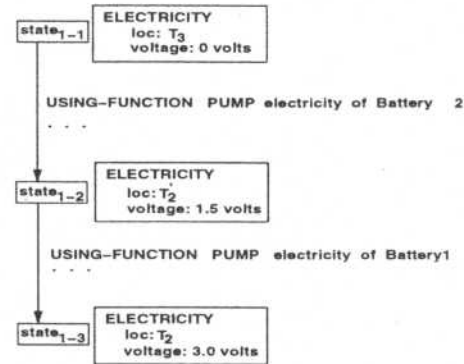 ELECTRICITY
state1-1
loc: T3
voltage: 0 volts
USING-FUNCTION PUMP electricity of Battery 2
. . .
ELECTRICITY
state1-2
loc: T'2
voltage: 1.5 volts
USING-FUNCTION PUMP electricity of Battery1
. . .
ELECTRICITY
state1-3
loc: T2
voltage: 3.0 volts